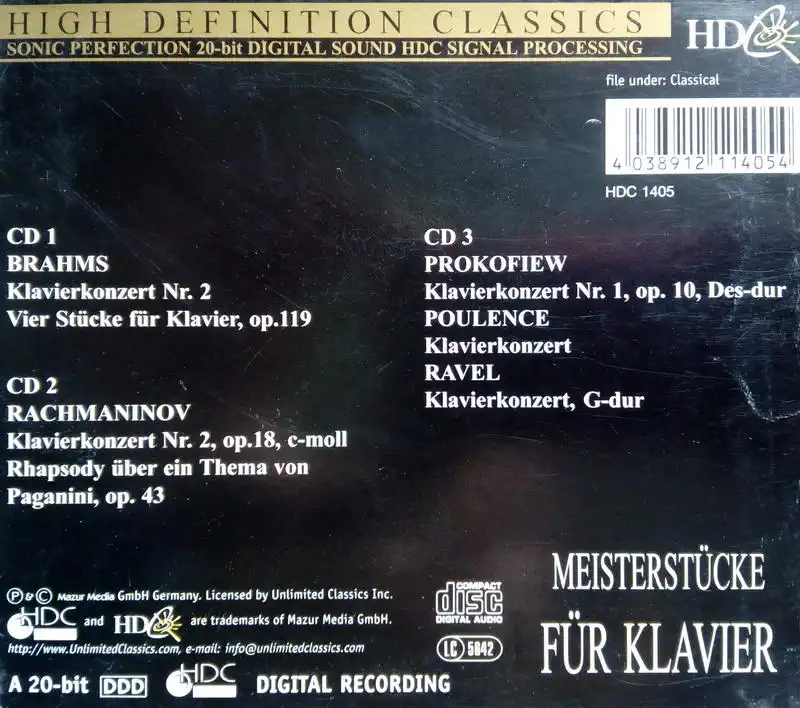 HIGH DEFINITION CLASSICS
SONIC PERFECTION 20-bit DIGITAL SOUND HDC SIGNAL PROCESSING
HDC
file under: Classical
4 038912 114054
HDC 1405
CD 1
BRAHMS
Klavierkonzert Nr. 2
Vier Stücke für Klavier, op.119
CD 2
RACHMANINOV
Klavierkonzert Nr. 2, op.18, c-moll
Rhapsody über ein Thema von
Paganini, op. 43
CD 3
PROKOFIEW
Klavierkonzert Nr. 1, op. 10, Des-dur
POULENCE
Klavierkonzert
RAVEL
Klavierkonzert, G-dur
MEISTERSTÜCKE
FÜR KLAVIER
Ⓟ & © Mazur Media GmbH Germany. Licensed by Unlimited Classics Inc.
HDC and HDC are trademarks of Mazur Media GmbH.
http://www.UnlimitedClassics.com, e-mail: info@unlimitedclassics.com
A 20-bit DDD HDC DIGITAL RECORDING
COMPACT
disc
DIGITAL AUDIO
LC 5642